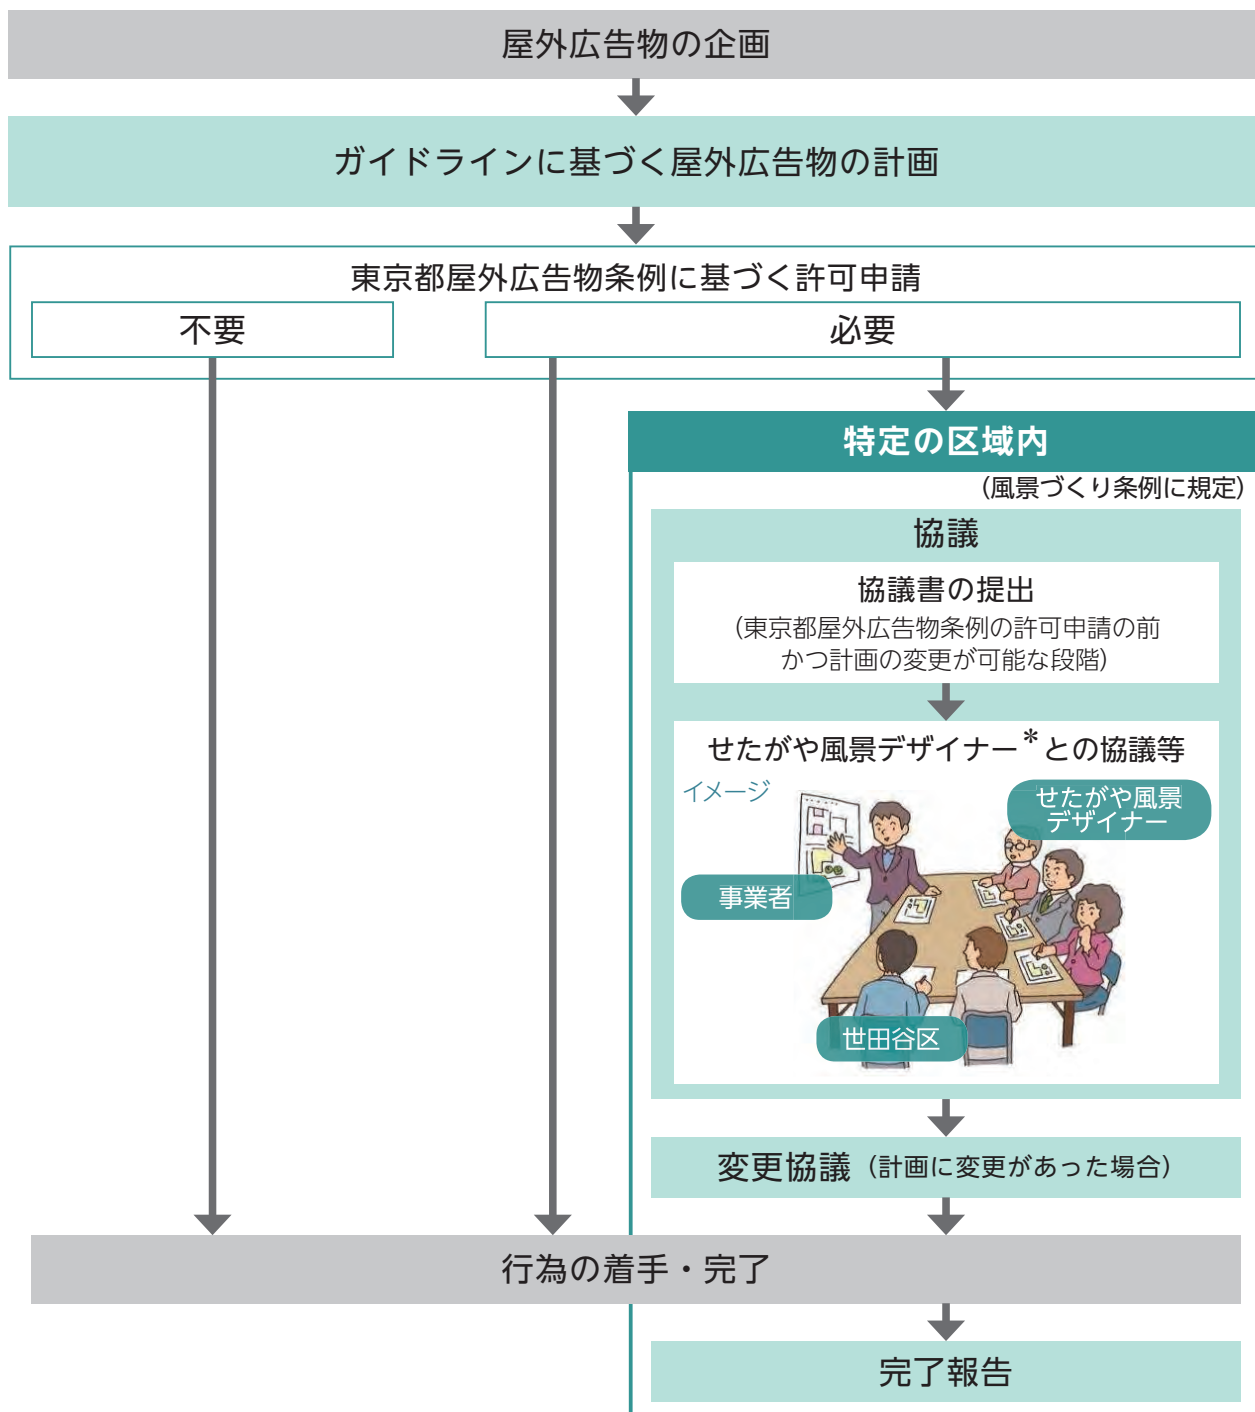 屋外広告物の企画
ガイドラインに基づく屋外広告物の計画
東京都屋外広告物条例に基づく許可申請
不要
必要
特定の区域内
(風景づくり条例に規定)
協議
協議書の提出
(東京都屋外広告物条例の許可申請の前
かつ計画の変更が可能な段階)
せたがや風景デザイナー*との協議等
イメージ
せたがや風景
デザイナー
事業者
世田谷区
変更協議(計画に変更があった場合)
行為の着手・完了
完了報告